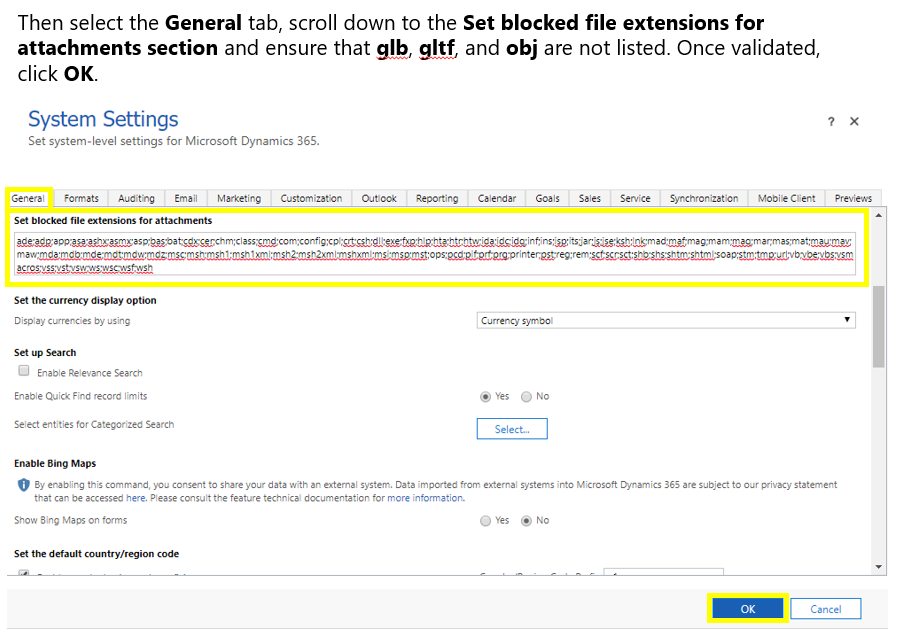 Then select the General tab, scroll down to the Set blocked file extensions for
attachments section and ensure that glb, gltf, and obj are not listed. Once validated,
click OK.
System Settings
? ×
Set system-level settings for Microsoft Dynamics 365.
General Formats Auditing Email Marketing Customization Outlook Reporting Calendar Goals Sales Service Synchronization Mobile Client Previews
Set blocked file extensions for attachments
ade;adp;app;asa;ashx;asmx;asp;bas;bat;cdx;cer;chm;class;cmd;com;config;cpl;crt;csh;dll;exe;fxp;hlp;hta;htr;htw;ida;idc;idq;inf;ins;isp;its;jar;js;jse;ksh;lnk;mad;maf;mag;mam;maq;mar;mas;mat;mau;mav;
maw;mda;mdb;mde;mdt;mdw;mdz;msc;msh;msh1;msh1xml;msh2;msh2xml;mshxml;msi;msp;mst;ops;pcd;pif;prf;prg;printer;pst;reg;rem;scf;scr;sct;shb;shs;shtm;shtml;soap;stm;tmp;url;vb;vbe;vbs;vsm
acros;vss;vst;vsw;ws;wsc;wsf;wsh
Set the currency display option
Display currencies by using Currency symbol
Set up Search
Enable Relevance Search
Enable Quick Find record limits Yes No
Select entities for Categorized Search Select...
Enable Bing Maps
By enabling this command, you consent to share your data with an external system. Data imported from external systems into Microsoft Dynamics 365 are subject to our privacy statement
that can be accessed here. Please consult the feature technical documentation for more information.
Show Bing Maps on forms Yes No
Set the default country/region code
OK Cancel